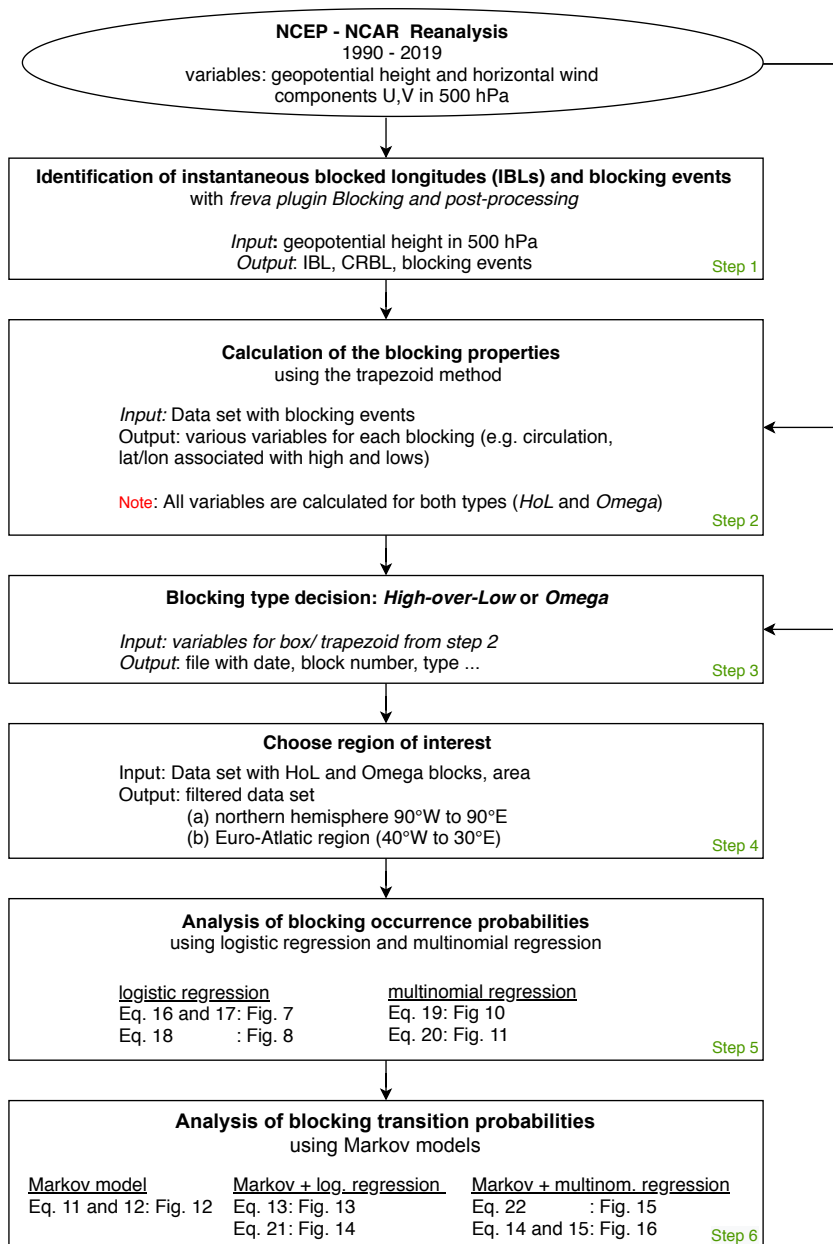 NCEP - NCAR Reanalysis
1990 - 2019
variables: geopotential height and horizontal wind
components U,V in 500 hPa
Identification of instantaneous blocked longitudes (IBLs) and blocking events
with freva plugin Blocking and post-processing
Input: geopotential height in 500 hPa
Output: IBL, CRBL, blocking events
Step 1
Calculation of the blocking properties
using the trapezoid method
Input: Data set with blocking events
Output: various variables for each blocking (e.g. circulation,
lat/lon associated with high and lows)
Note: All variables are calculated for both types (HoL and Omega)
Step 2
Blocking type decision: High-over-Low or Omega
Input: variables for box/ trapezoid from step 2
Output: file with date, block number, type ...
Step 3
Choose region of interest
Input: Data set with HoL and Omega blocks, area
Output: filtered data set
(a) northern hemisphere 90°W to 90°E
(b) Euro-Atlatic region (40°W to 30°E)
Step 4
Analysis of blocking occurrence probabilities
using logistic regression and multinomial regression
logistic regression
Eq. 16 and 17: Fig. 7
Eq. 18 : Fig. 8
multinomial regression
Eq. 19: Fig 10
Eq. 20: Fig. 11
Step 5
Analysis of blocking transition probabilities
using Markov models
Markov model
Eq. 11 and 12: Fig. 12
Markov + log. regression
Eq. 13: Fig. 13
Eq. 21: Fig. 14
Markov + multinom. regression
Eq. 22 : Fig. 15
Eq. 14 and 15: Fig. 16
Step 6